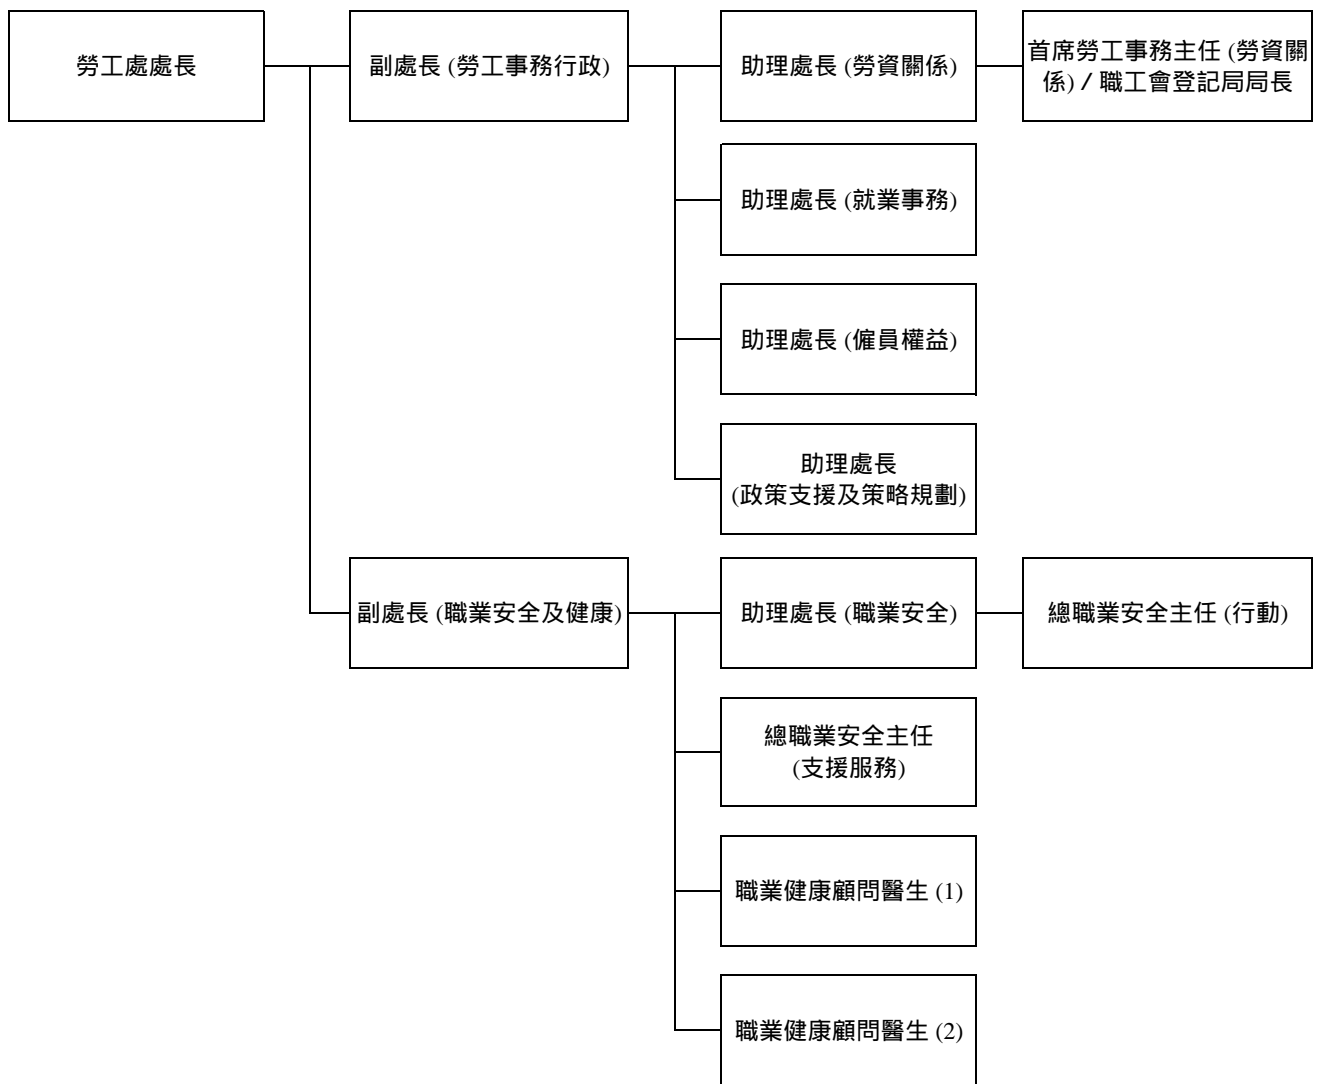 勞工處處長
副處長 (勞工事務行政)
助理處長 (勞資關係)
首席勞工事務主任 (勞資關
係) / 職工會登記局局長
助理處長 (就業事務)
助理處長 (僱員權益)
助理處長
(政策支援及策略規劃)
副處長 (職業安全及健康)
助理處長 (職業安全)
總職業安全主任 (行動)
總職業安全主任
(支援服務)
職業健康顧問醫生 (1)
職業健康顧問醫生 (2)